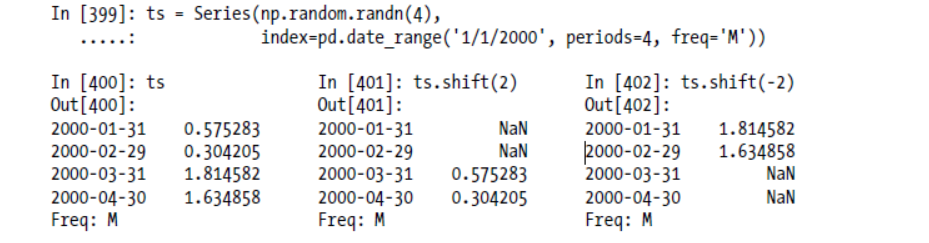 In [399]: ts = Series(np.random.randn(4),
.....: index=pd.date_range('1/1/2000', periods=4, freq='M'))
In [400]: ts In [401]: ts.shift(2) In [402]: ts.shift(-2)
Out[400]: Out[401]: Out[402]:
2000-01-31 0.575283 2000-01-31 NaN 2000-01-31 1.814582
2000-02-29 0.304205 2000-02-29 NaN 2000-02-29 1.634858
2000-03-31 1.814582 2000-03-31 0.575283 2000-03-31 NaN
2000-04-30 1.634858 2000-04-30 0.304205 2000-04-30 NaN
Freq: M Freq: M Freq: M